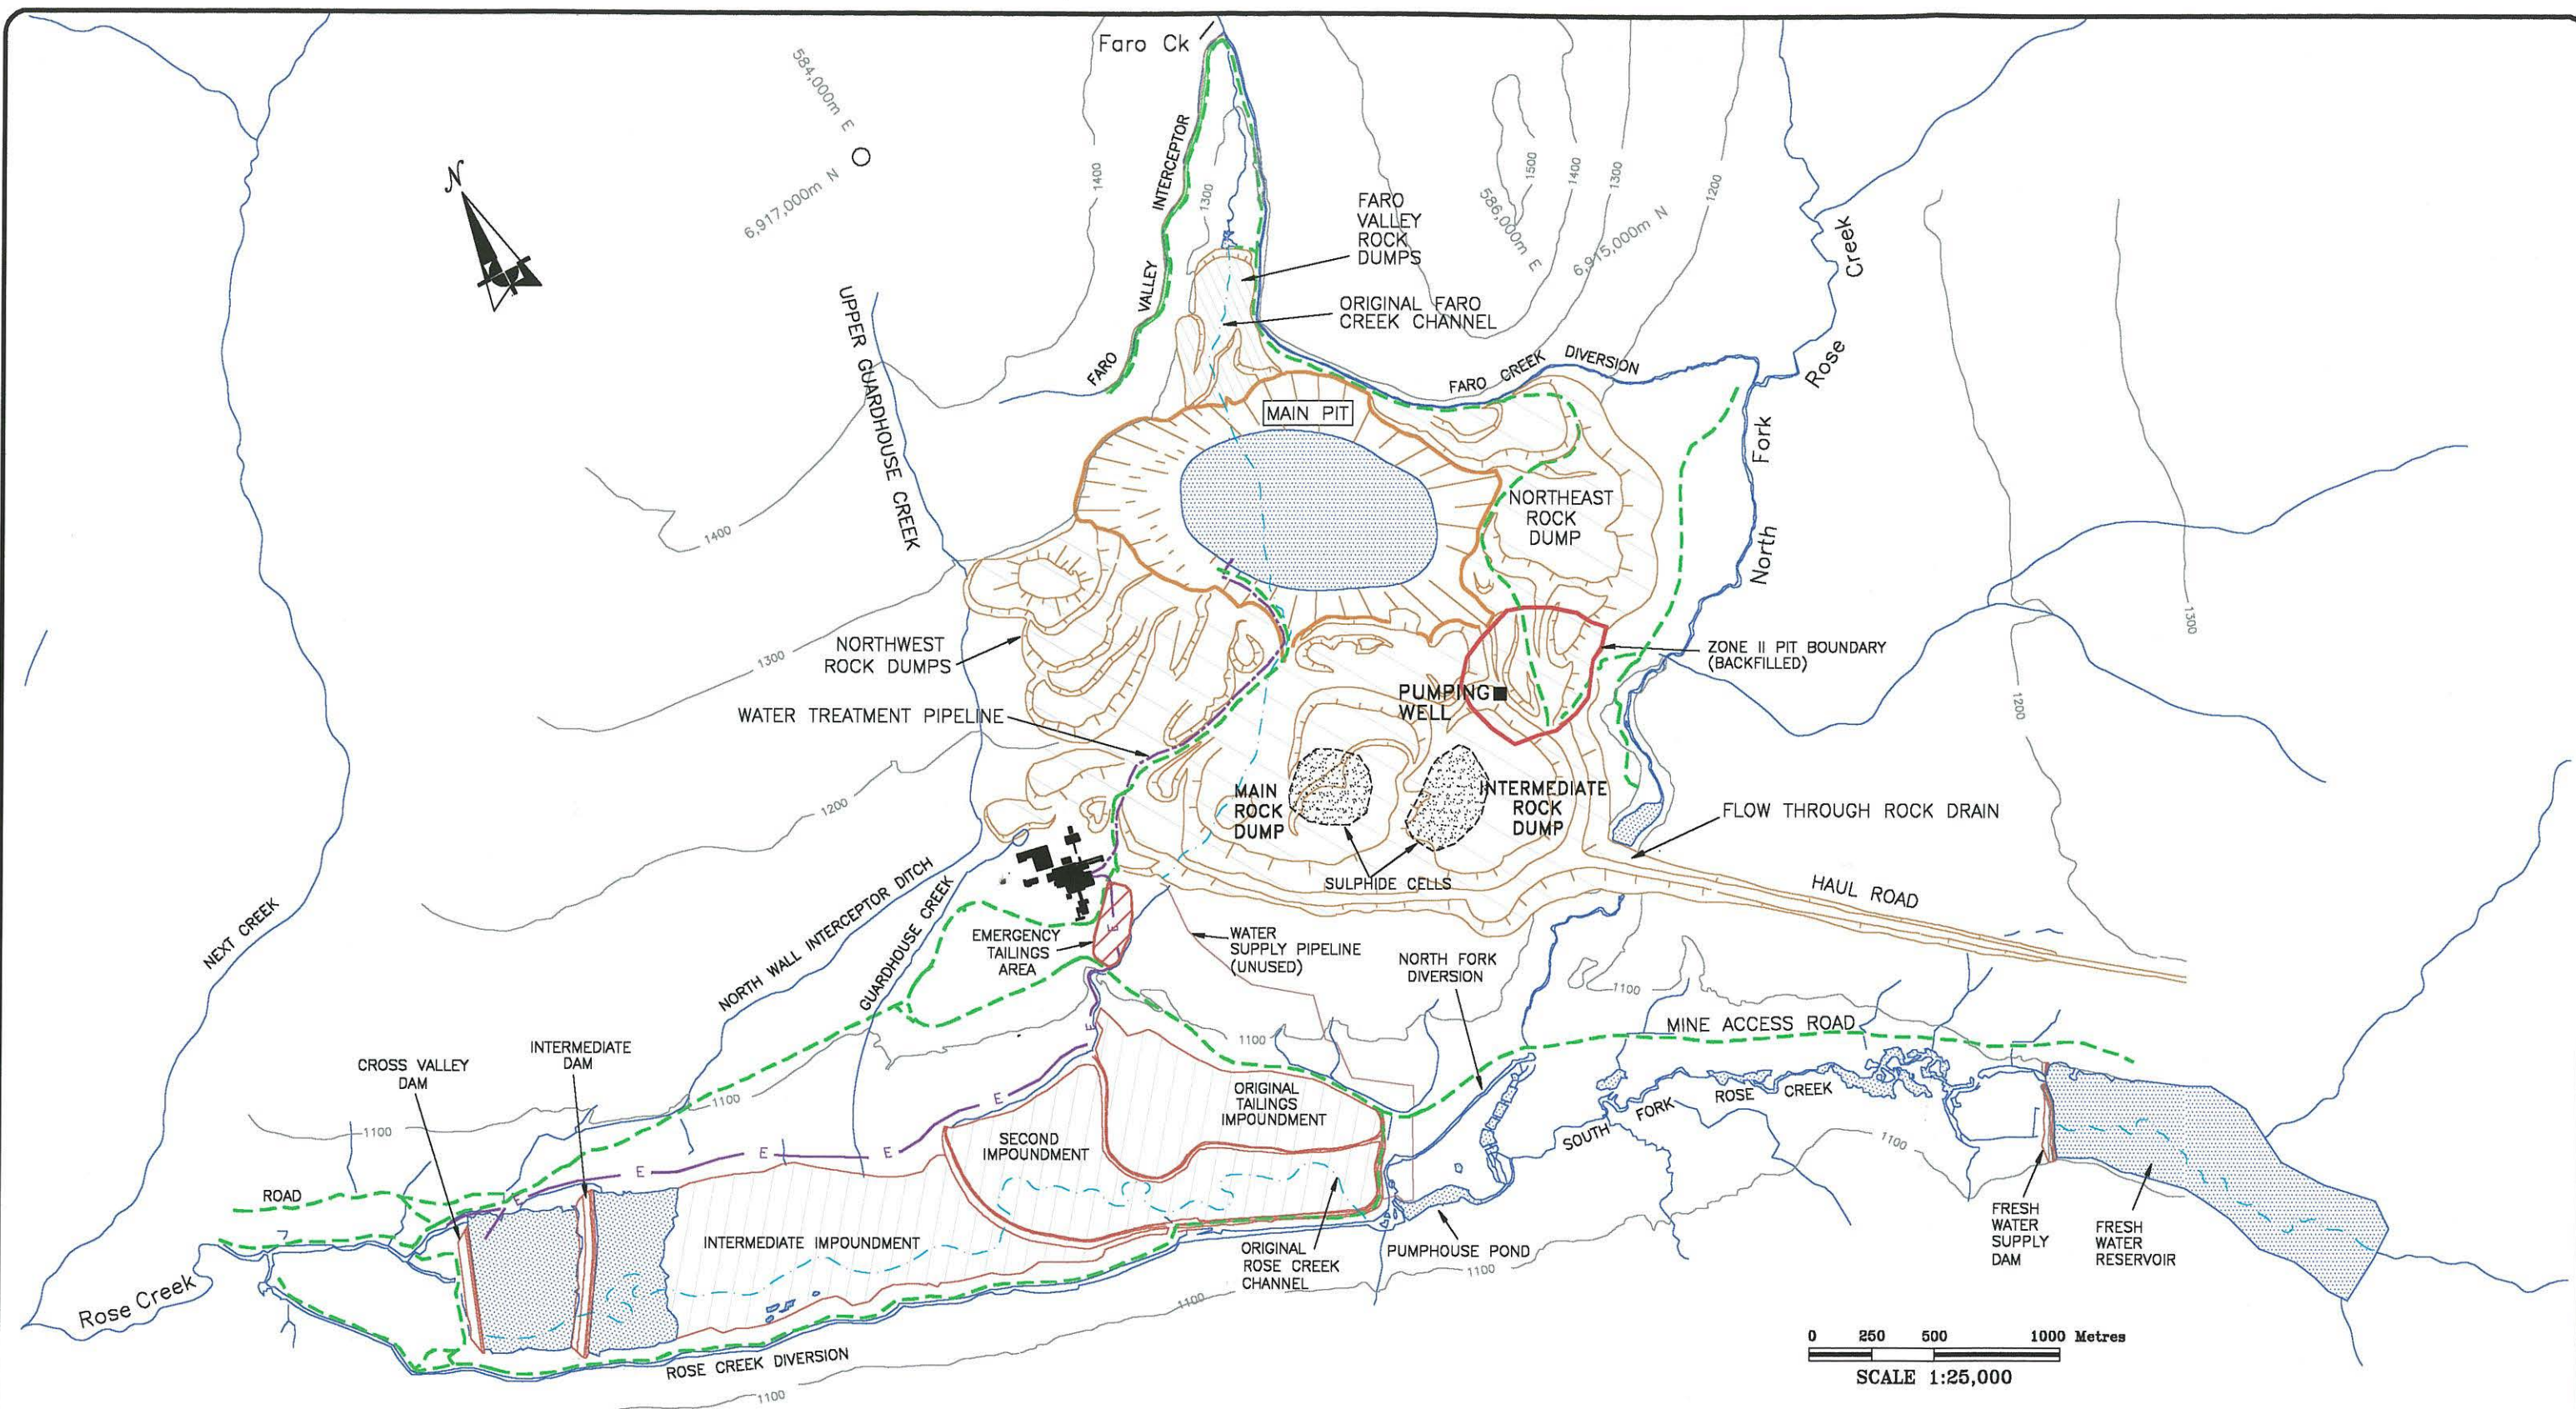 Faro Ck
584,000m E
6,917,000m N
N
UPPER GUARDHOUSE CREEK
FARO VALLEY INTERCEPTOR
1400
1300
FARO
VALLEY
ROCK
DUMPS
ORIGINAL FARO
CREEK CHANNEL
1500
1400
1300
1200
586,000m E
6,915,000m N
Creek
Rose
Fork
North
FARO CREEK DIVERSION
MAIN PIT
NORTHEAST
ROCK
DUMP
1400
1300
1300
1200
NORTHWEST
ROCK DUMPS
ZONE II PIT BOUNDARY
(BACKFILLED)
PUMPING
WELL
WATER TREATMENT PIPELINE
1200
MAIN
ROCK
DUMP
INTERMEDIATE
ROCK
DUMP
FLOW THROUGH ROCK DRAIN
SULPHIDE CELLS
HAUL ROAD
NEXT CREEK
NORTH WALL INTERCEPTOR DITCH
GUARDHOUSE CREEK
EMERGENCY
TAILINGS
AREA
E
WATER
SUPPLY PIPELINE
(UNUSED)
NORTH FORK
DIVERSION
1100
MINE ACCESS ROAD
E
1100
CROSS VALLEY
DAM
INTERMEDIATE
DAM
1100
1100
E
ORIGINAL
TAILINGS
IMPOUNDMENT
SECOND
IMPOUNDMENT
E
E
E
E
SOUTH FORK ROSE CREEK
1100
ROAD
INTERMEDIATE IMPOUNDMENT
ORIGINAL
ROSE CREEK
CHANNEL
PUMPHOUSE POND
1100
1100
FRESH
WATER
SUPPLY
DAM
FRESH
WATER
RESERVOIR
Rose Creek
ROSE CREEK DIVERSION
1100
0 250 500 1000 Metres
SCALE 1:25,000